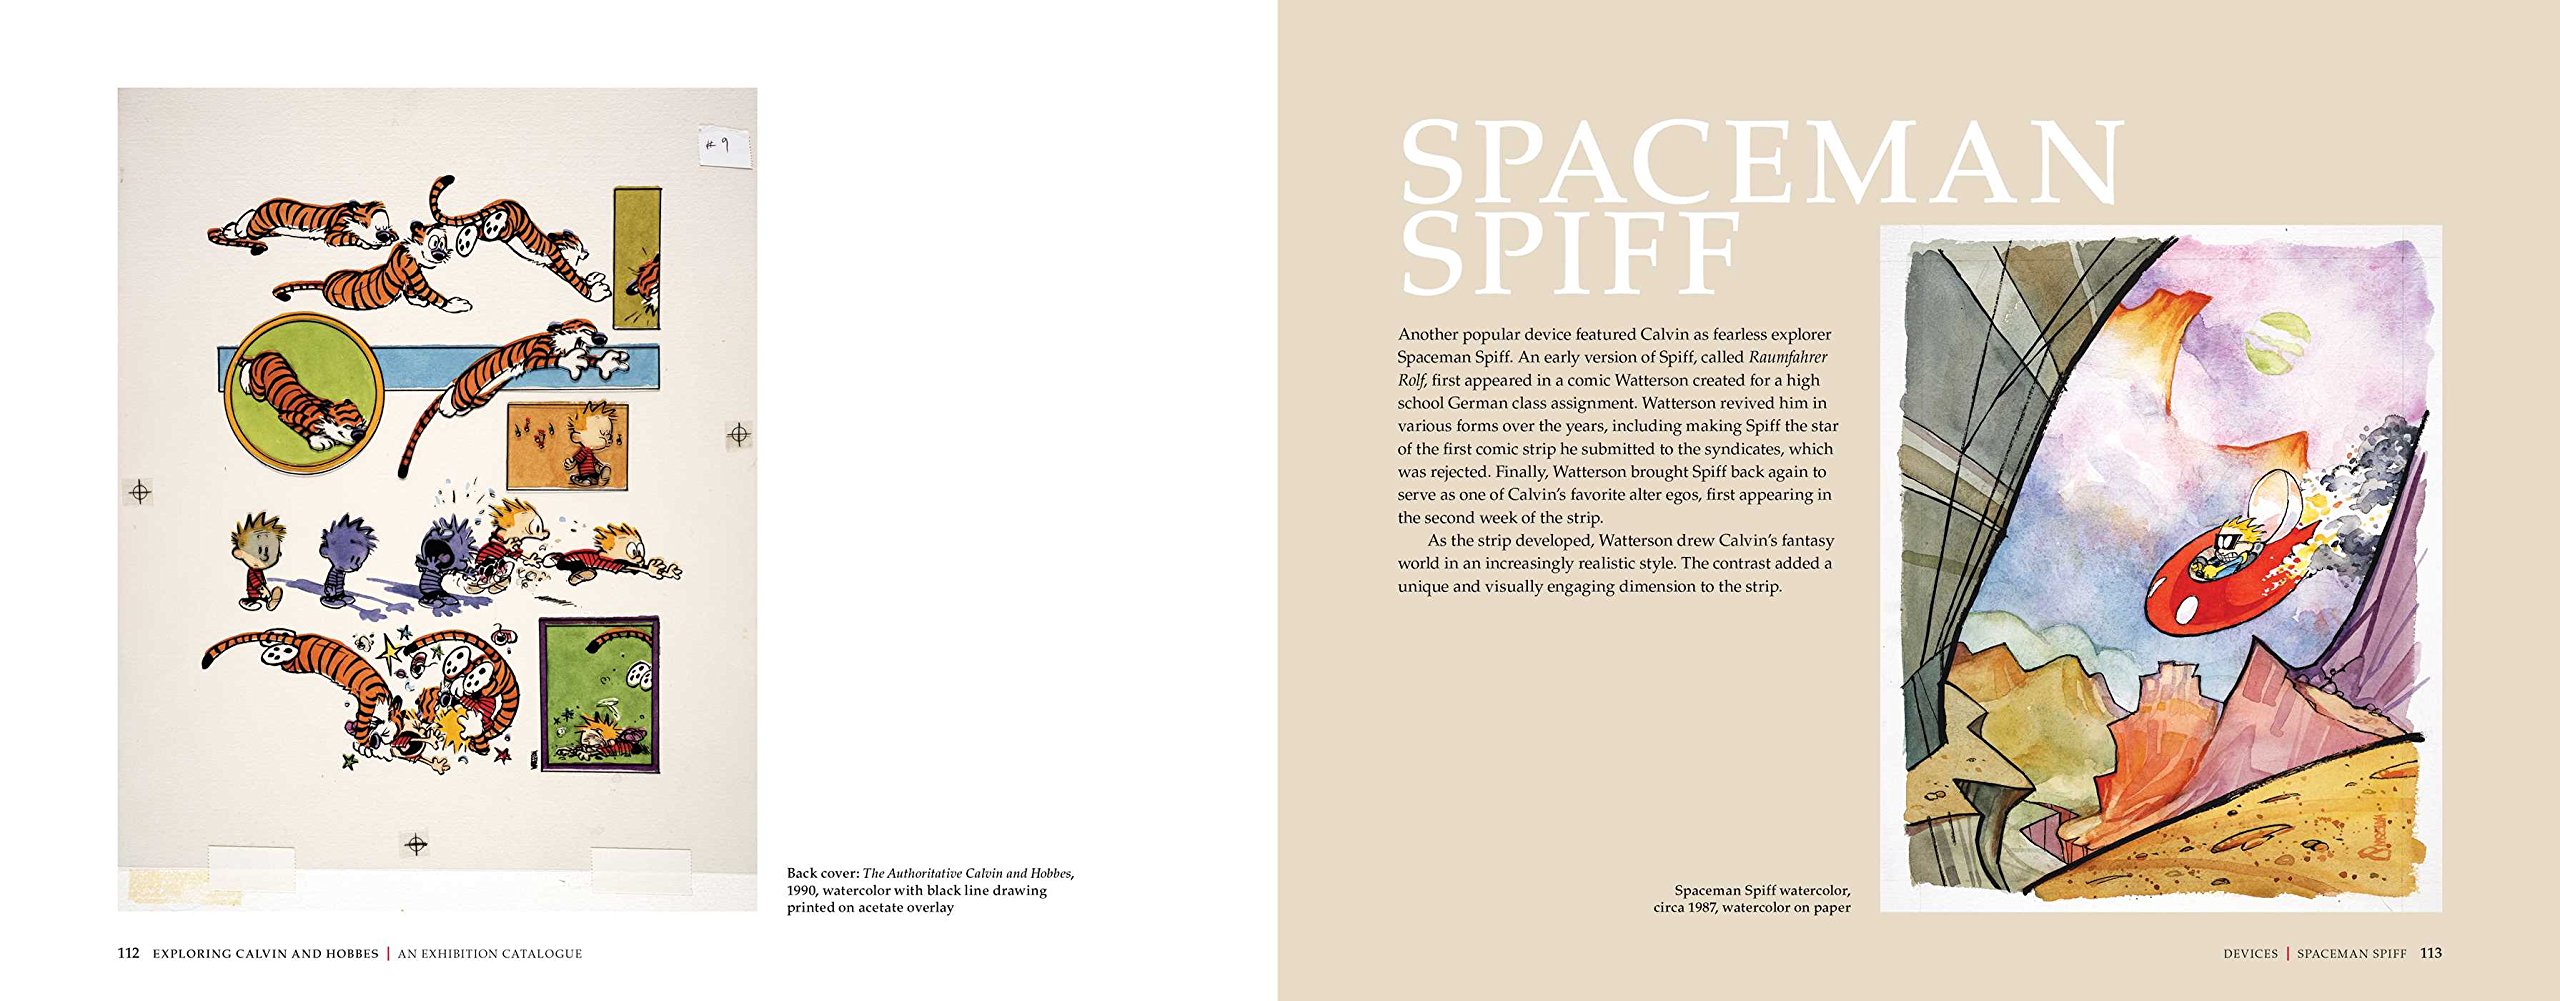 # 9
Back cover: The Authoritative Calvin and Hobbes,
1990, watercolor with black line drawing
printed on acetate overlay
112 EXPLORING CALVIN AND HOBBES | AN EXHIBITION CATALOGUE
SPACEMAN
SPIFF
Another popular device featured Calvin as fearless explorer
Spaceman Spiff. An early version of Spiff, called Raumfahrer
Rolf, first appeared in a comic Watterson created for a high
school German class assignment. Watterson revived him in
various forms over the years, including making Spiff the star
of the first comic strip he submitted to the syndicates, which
was rejected. Finally, Watterson brought Spiff back again to
serve as one of Calvin’s favorite alter egos, first appearing in
the second week of the strip.
As the strip developed, Watterson drew Calvin’s fantasy
world in an increasingly realistic style. The contrast added a
unique and visually engaging dimension to the strip.
Spaceman Spiff watercolor,
circa 1987, watercolor on paper
DEVICES | SPACEMAN SPIFF 113